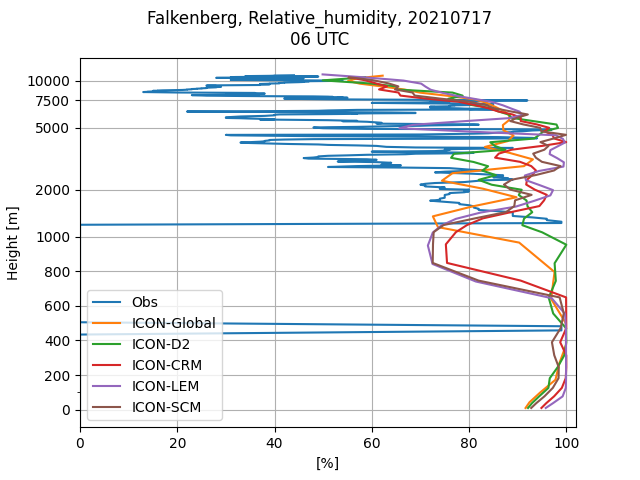 Falkenberg, Relative_humidity, 20210717
06 UTC
Height [m]
10000
7500
5000
2000
1000
800
600
400
200
0
Obs
ICON-Global
ICON-D2
ICON-CRM
ICON-LEM
ICON-SCM
0 20 40 60 80 100
[%]